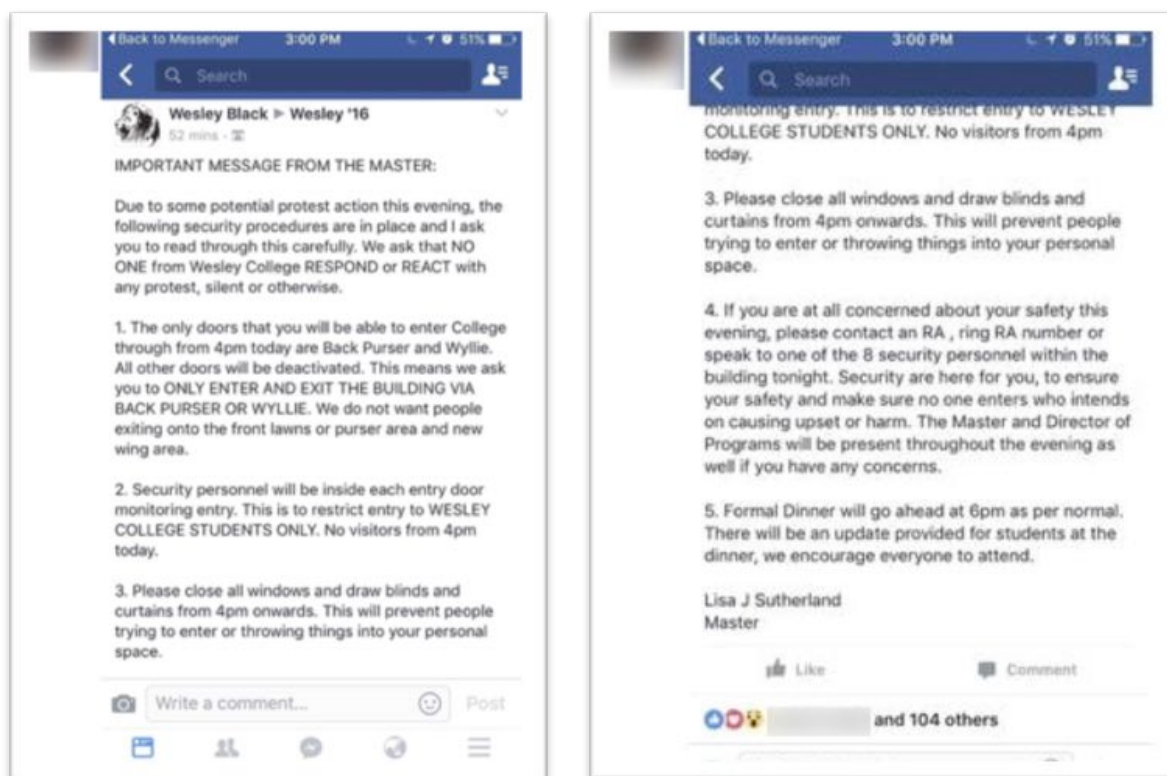 Back to Messenger 3:00 PM 51%
Search
Wesley Black ▶ Wesley '16
52 mins
IMPORTANT MESSAGE FROM THE MASTER:
Due to some potential protest action this evening, the
following security procedures are in place and I ask
you to read through this carefully. We ask that NO
ONE from Wesley College RESPOND or REACT with
any protest, silent or otherwise.
1. The only doors that you will be able to enter College
through from 4pm today are Back Purser and Wyllie.
All other doors will be deactivated. This means we ask
you to ONLY ENTER AND EXIT THE BUILDING VIA
BACK PURSER OR WYLLIE. We do not want people
exiting onto the front lawns or purser area and new
wing area.
2. Security personnel will be inside each entry door
monitoring entry. This is to restrict entry to WESLEY
COLLEGE STUDENTS ONLY. No visitors from 4pm
today.
3. Please close all windows and draw blinds and
curtains from 4pm onwards. This will prevent people
trying to enter or throwing things into your personal
space.
Write a comment...
Post
Back to Messenger 3:00 PM 51%
Search
monitoring entry. This is to restrict entry to WESLEY
COLLEGE STUDENTS ONLY. No visitors from 4pm
today.
3. Please close all windows and draw blinds and
curtains from 4pm onwards. This will prevent people
trying to enter or throwing things into your personal
space.
4. If you are at all concerned about your safety this
evening, please contact an RA , ring RA number or
speak to one of the 8 security personnel within the
building tonight. Security are here for you, to ensure
your safety and make sure no one enters who intends
on causing upset or harm. The Master and Director of
Programs will be present throughout the evening as
well if you have any concerns.
5. Formal Dinner will go ahead at 6pm as per normal.
There will be an update provided for students at the
dinner, we encourage everyone to attend.
Lisa J Sutherland
Master
Like
Comment
and 104 others